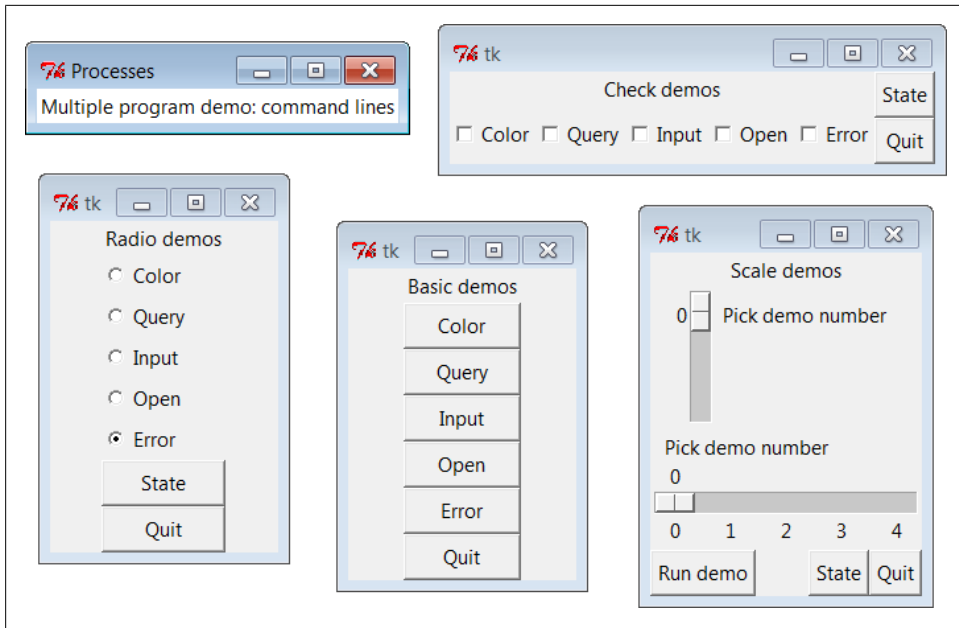 Processes
Multiple program demo: command lines
tk
Check demos
State
Color Query Input Open Error
Quit
tk
Radio demos
Color
Query
Input
Open
Error
State
Quit
tk
Basic demos
Color
Query
Input
Open
Error
Quit
tk
Scale demos
0 Pick demo number
Pick demo number
0
0 1 2 3 4
Run demo State Quit